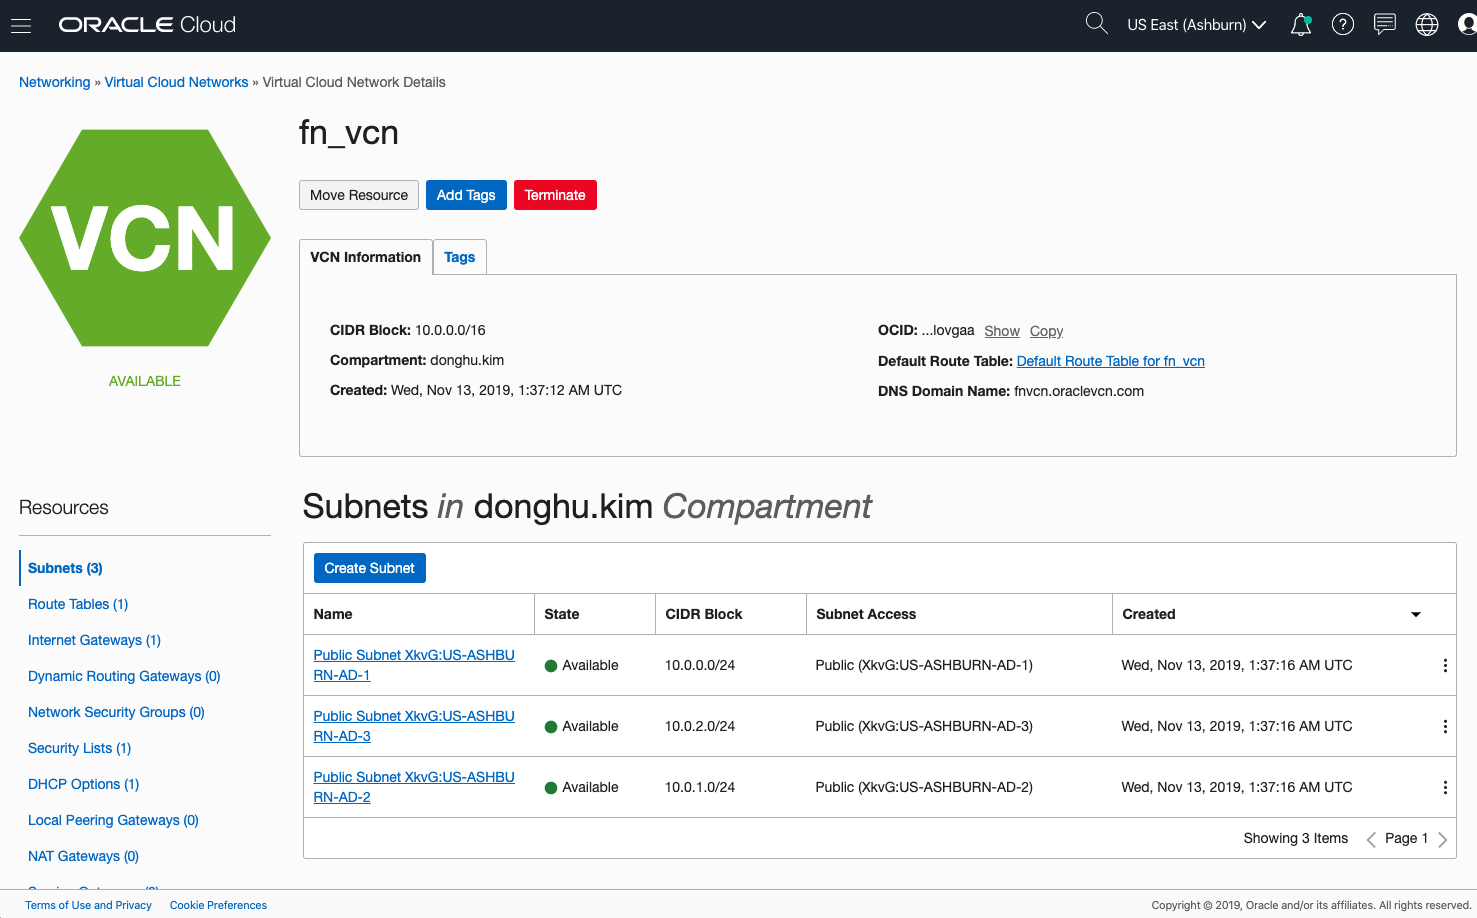 ORACLE Cloud
US East (Ashburn)
Networking » Virtual Cloud Networks » Virtual Cloud Network Details
VCN
AVAILABLE
fn_vcn
Move Resource
Add Tags
Terminate
VCN Information
Tags
CIDR Block: 10.0.0.0/16
Compartment: donghu.kim
Created: Wed, Nov 13, 2019, 1:37:12 AM UTC
OCID: ...lovgaa Show Copy
Default Route Table: Default Route Table for fn_vcn
DNS Domain Name: fnvcn.oraclevcn.com
Resources
Subnets (3)
Route Tables (1)
Internet Gateways (1)
Dynamic Routing Gateways (0)
Network Security Groups (0)
Security Lists (1)
DHCP Options (1)
Local Peering Gateways (0)
NAT Gateways (0)
Subnets in donghu.kim Compartment
Create Subnet
Name State CIDR Block Subnet Access Created
Public Subnet XkvG:US-ASHBU
RN-AD-1
Available 10.0.0.0/24 Public (XkvG:US-ASHBURN-AD-1) Wed, Nov 13, 2019, 1:37:16 AM UTC
Public Subnet XkvG:US-ASHBU
RN-AD-3
Available 10.0.2.0/24 Public (XkvG:US-ASHBURN-AD-3) Wed, Nov 13, 2019, 1:37:16 AM UTC
Public Subnet XkvG:US-ASHBU
RN-AD-2
Available 10.0.1.0/24 Public (XkvG:US-ASHBURN-AD-2) Wed, Nov 13, 2019, 1:37:16 AM UTC
Showing 3 Items Page 1
Terms of Use and Privacy Cookie Preferences
Copyright © 2019, Oracle and/or its affiliates. All rights reserved.